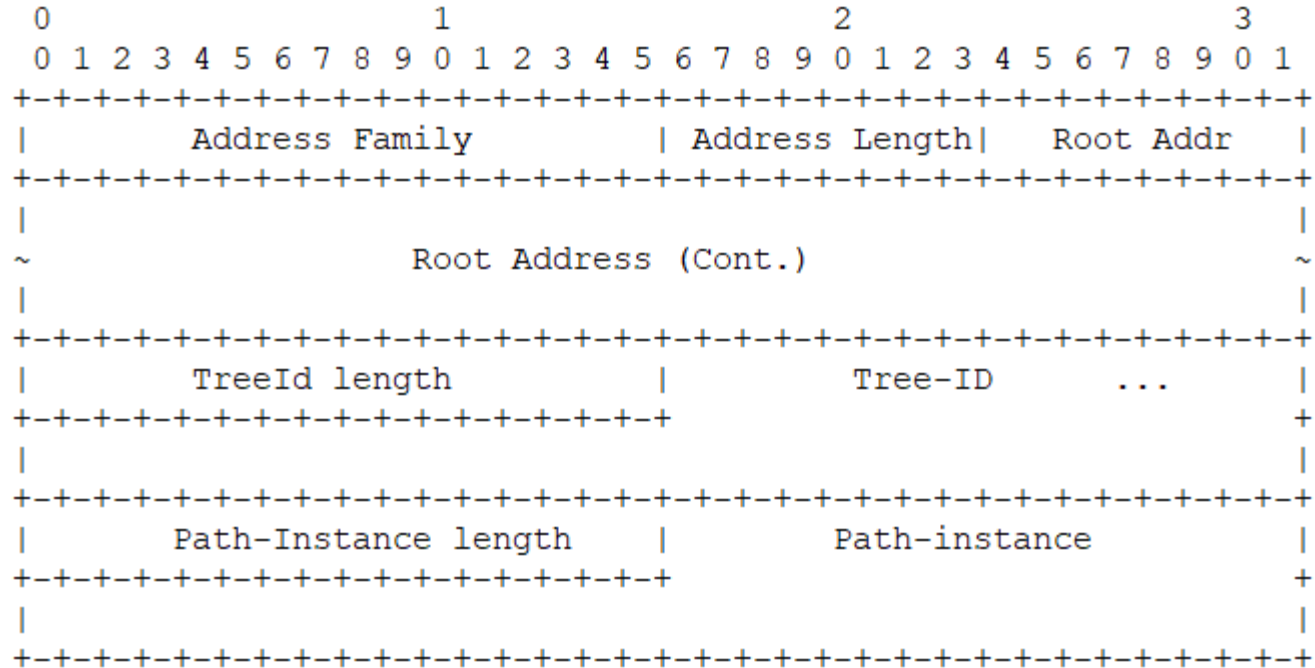 0                   1                   2                   3
 0 1 2 3 4 5 6 7 8 9 0 1 2 3 4 5 6 7 8 9 0 1 2 3 4 5 6 7 8 9 0 1
+-+-+-+-+-+-+-+-+-+-+-+-+-+-+-+-+-+-+-+-+-+-+-+-+-+-+-+-+-+-+-+-+
|        Address Family         | Address Length|   Root Addr   |
+-+-+-+-+-+-+-+-+-+-+-+-+-+-+-+-+-+-+-+-+-+-+-+-+-+-+-+-+-+-+-+-+
|                                                               |
~                   Root Address (Cont.)                        ~
|                                                               |
+-+-+-+-+-+-+-+-+-+-+-+-+-+-+-+-+-+-+-+-+-+-+-+-+-+-+-+-+-+-+-+-+
|        TreeId length          |         Tree-ID      ...      |
+-+-+-+-+-+-+-+-+-+-+-+-+-+-+-+-+                               +
|                                                               |
+-+-+-+-+-+-+-+-+-+-+-+-+-+-+-+-+-+-+-+-+-+-+-+-+-+-+-+-+-+-+-+-+
|       Path-Instance length    |        Path-instance          |
+-+-+-+-+-+-+-+-+-+-+-+-+-+-+-+-+                               +
|                                                               |
+-+-+-+-+-+-+-+-+-+-+-+-+-+-+-+-+-+-+-+-+-+-+-+-+-+-+-+-+-+-+-+-+